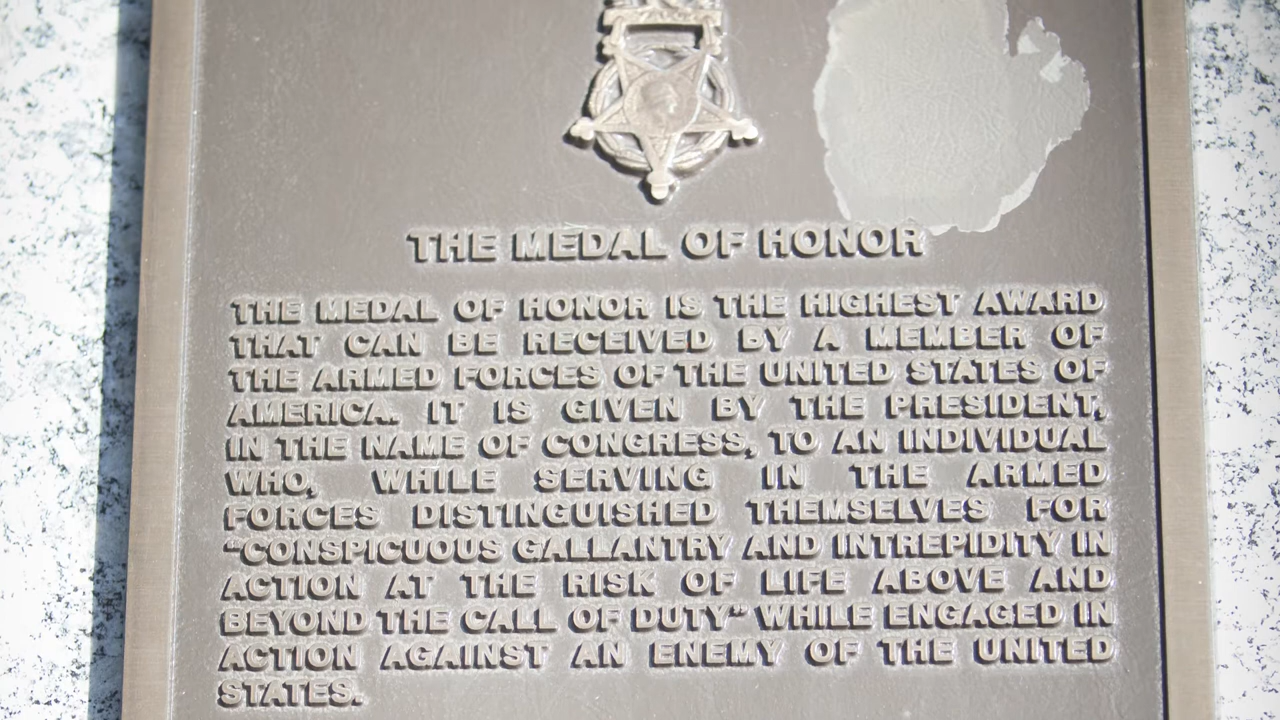 THE MEDAL OF HONOR
THE MEDAL OF HONOR IS THE HIGHEST AWARD
THAT CAN BE RECEIVED BY A MEMBER OF
THE ARMED FORCES OF THE UNITED STATES OF
AMERICA. IT IS GIVEN BY THE PRESIDENT,
IN THE NAME OF CONGRESS, TO AN INDIVIDUAL
WHO, WHILE SERVING IN THE ARMED
FORCES DISTINGUISHED THEMSELVES FOR
"CONSPICUOUS GALLANTRY AND INTREPIDITY IN
ACTION AT THE RISK OF LIFE ABOVE AND
BEYOND THE CALL OF DUTY" WHILE ENGAGED IN
ACTION AGAINST AN ENEMY OF THE UNITED
STATES.